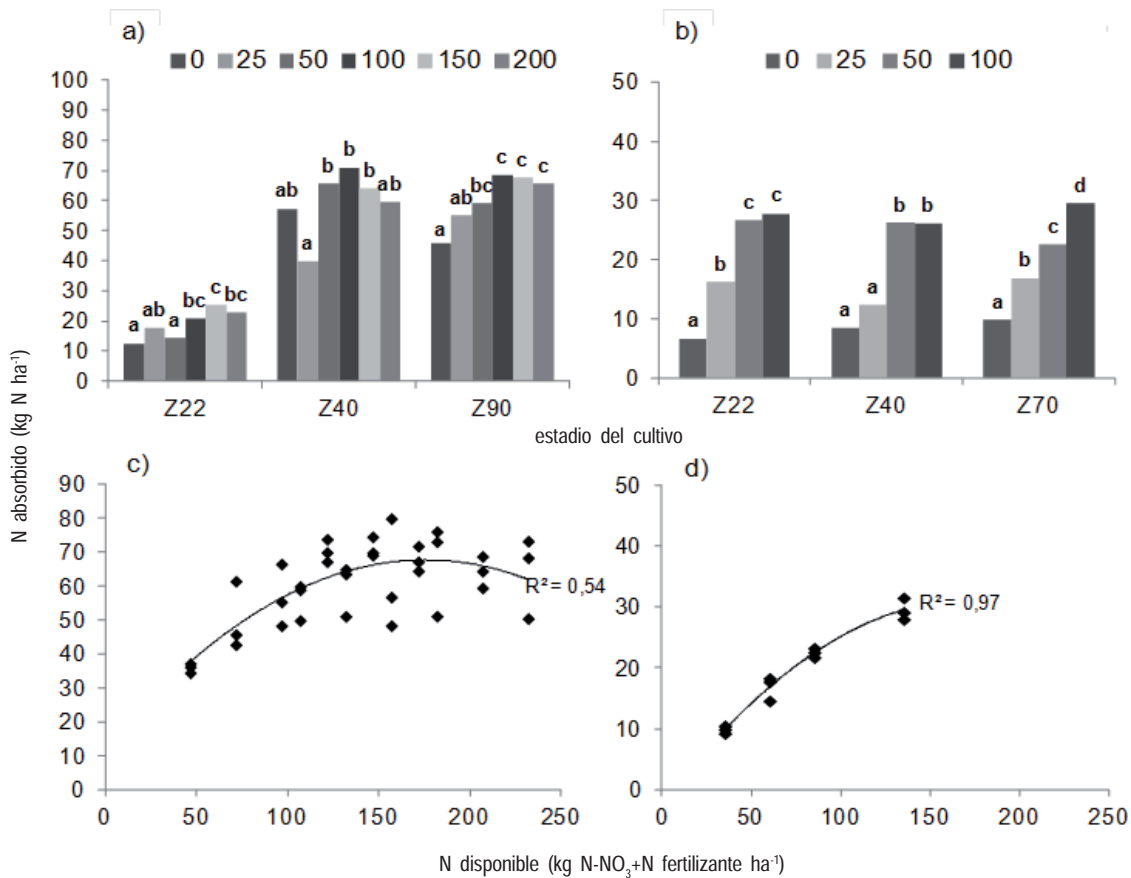 a)
0 25 50 100 150 200
100
90
80
70
60
50
40
30
20
10
0
a ab a bc c bc
ab a b b b ab
a ab bc c c c
Z22 Z40 Z90
b)
0 25 50 100
50
40
30
20
10
0
a b c c
a a b b
a b c d
Z22 Z40 Z70
estadio del cultivo
N absorbido (kg N ha⁻¹)
c)
90
80
70
60
50
40
30
20
10
0
R² = 0,54
0 50 100 150 200 250
d)
50
40
30
20
10
0
R² = 0,97
0 50 100 150 200 250
N disponible (kg N-NO₃+N fertilizante ha⁻¹)